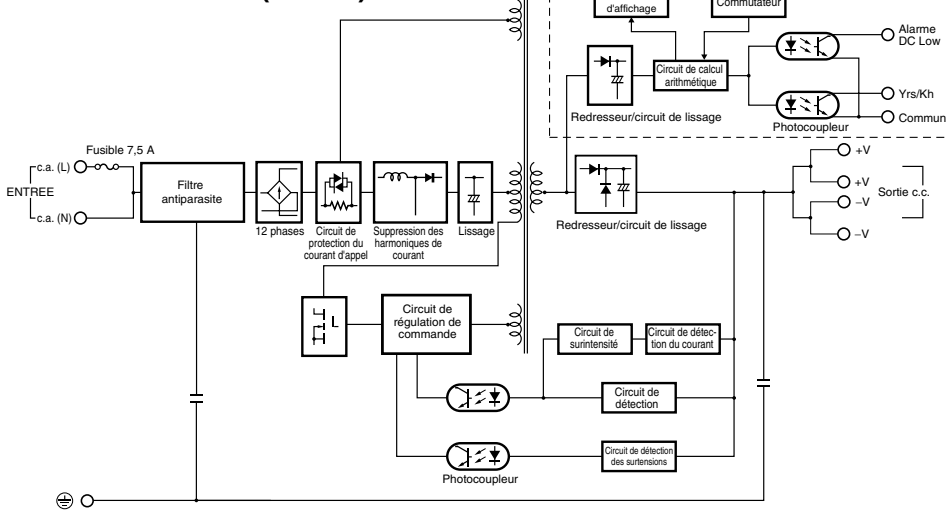 d'affichage
Commutateur
Alarme
DC Low
Circuit de calcul
arithmétique
Yrs/Kh
Redresseur/circuit de lissage
Commun
Photocoupleur
Fusible 7,5 A
+V
c.a. (L)
ENTREE
Filtre
antiparasite
+V
Sortie c.c.
–V
c.a. (N)
12 phases
Circuit de
protection du
courant d'appel
Suppression des
harmoniques de
courant
Lissage
Redresseur/circuit de lissage
–V
Circuit de
régulation de
commande
Circuit de
surintensité
Circuit de détec-
tion du courant
Circuit de
détection
Circuit de détection
des surtensions
Photocoupleur